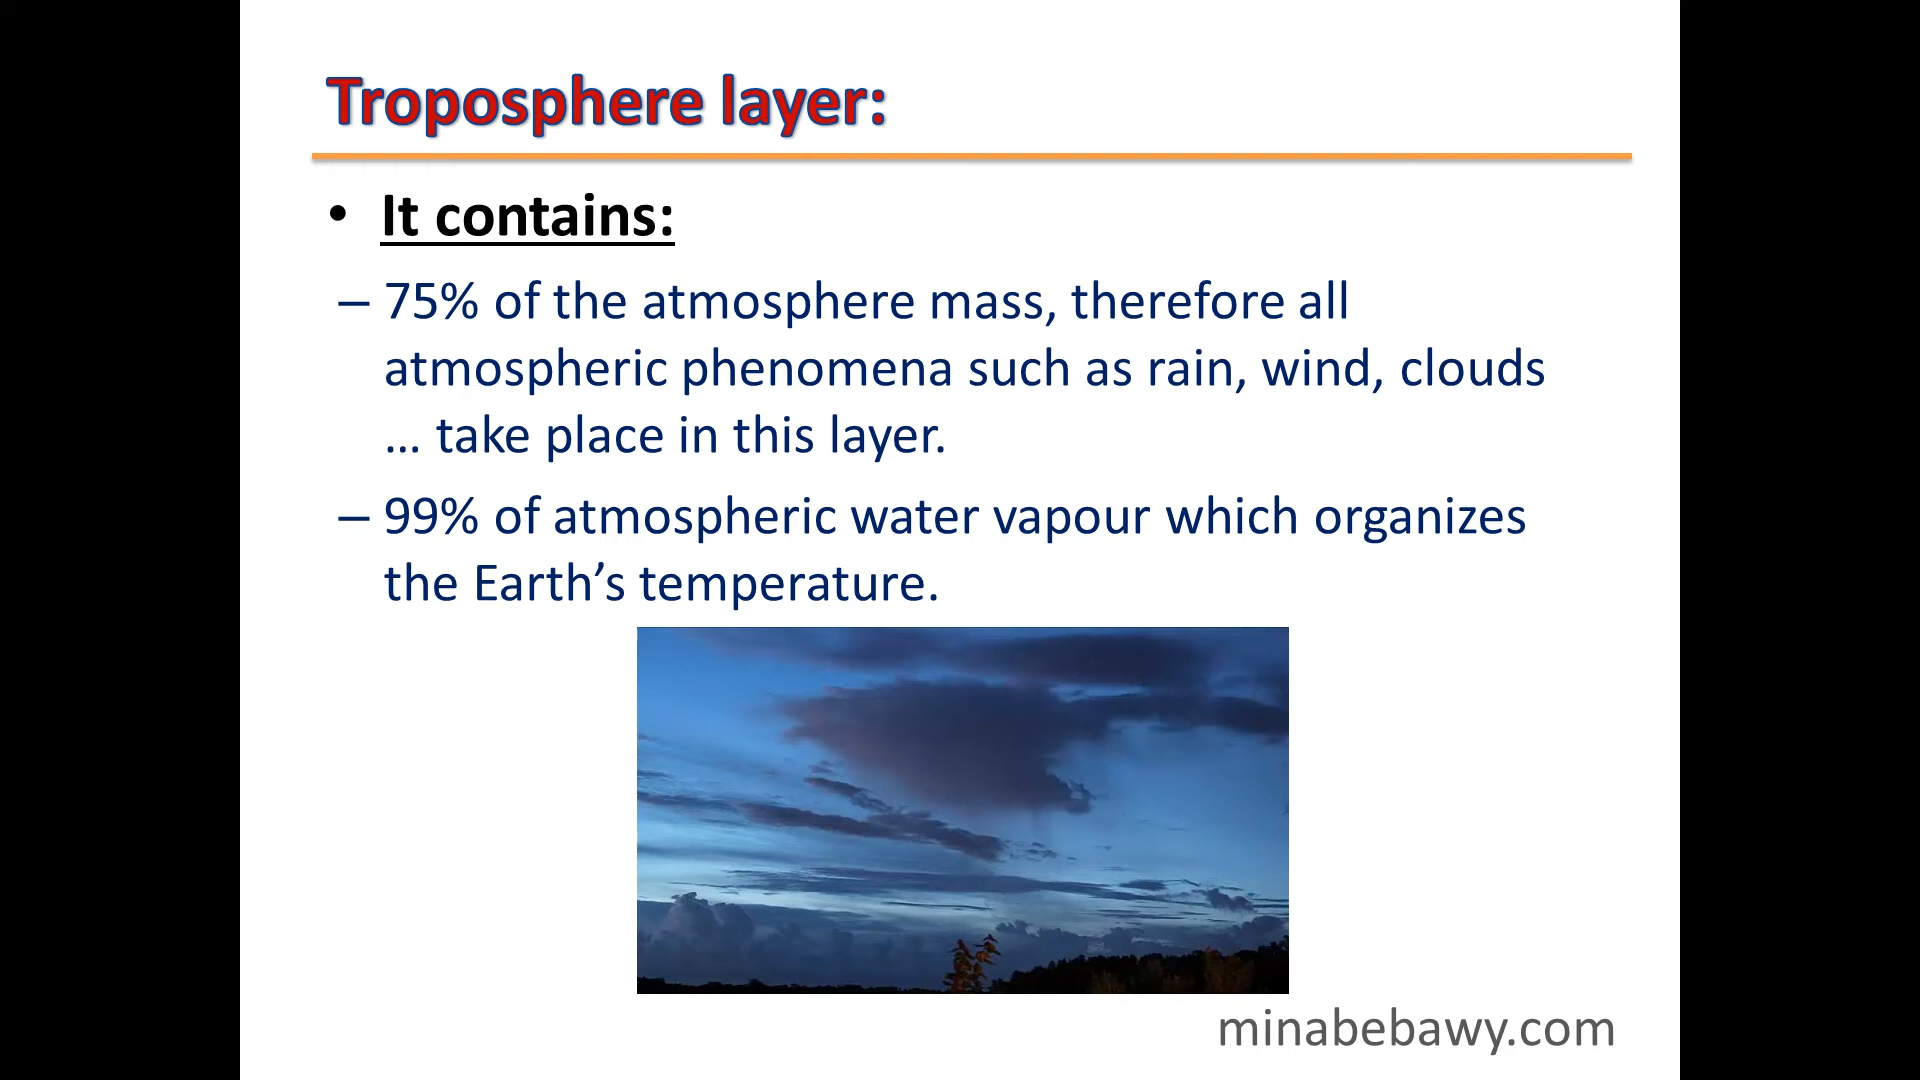 Troposphere layer:
• It contains:
– 75% of the atmosphere mass, therefore all
atmospheric phenomena such as rain, wind, clouds
... take place in this layer.
– 99% of atmospheric water vapour which organizes
the Earth’s temperature.
minabebawy.com